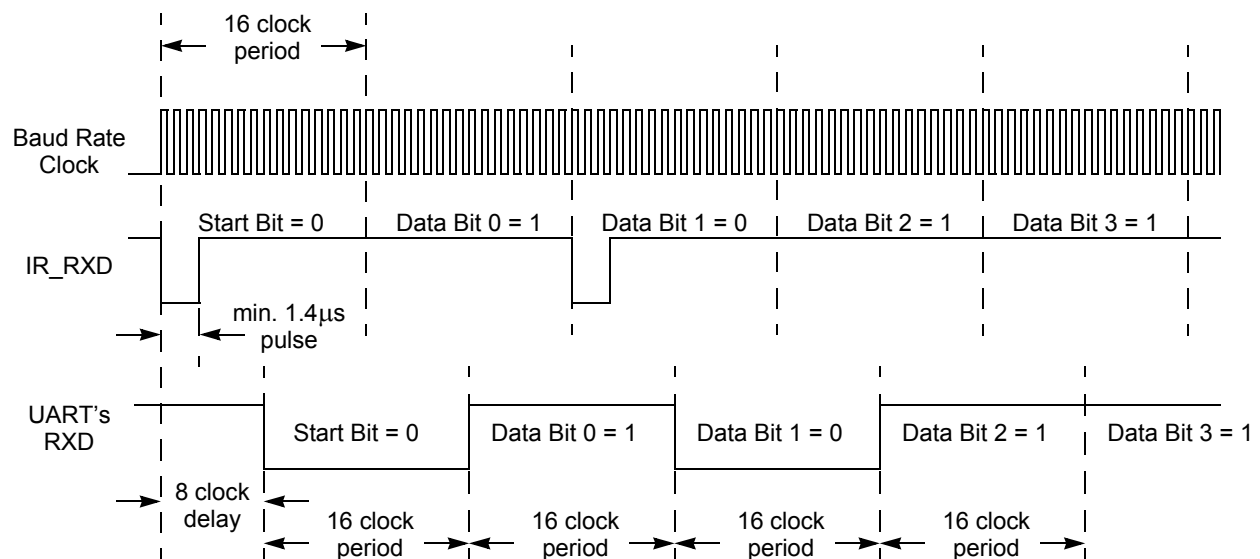 16 clock
period
Baud Rate
Clock
Start Bit = 0
Data Bit 0 = 1
Data Bit 1 = 0
Data Bit 2 = 1
Data Bit 3 = 1
IR_RXD
min. 1.4μs
pulse
UART's
RXD
Start Bit = 0
Data Bit 0 = 1
Data Bit 1 = 0
Data Bit 2 = 1
Data Bit 3 = 1
8 clock
delay
16 clock
period
16 clock
period
16 clock
period
16 clock
period